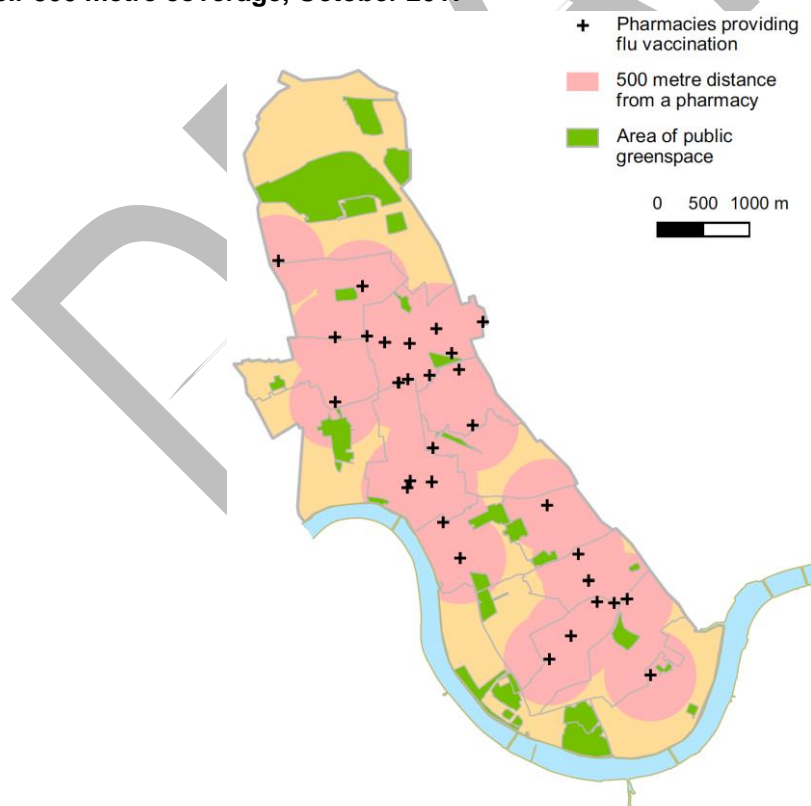 Pharmacies providing
flu vaccination
500 metre distance
from a pharmacy
Area of public
greenspace
0 500 1000 m